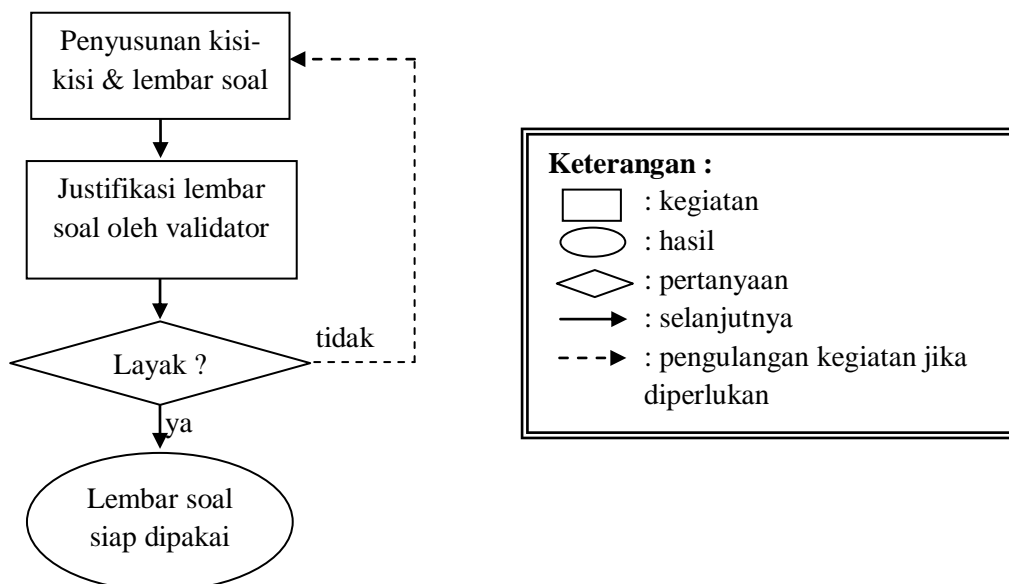 Penyusunan kisi-
kisi & lembar soal
Justifikasi lembar
soal oleh validator
Layak ?
tidak
ya
Lembar soal
siap dipakai
Keterangan :
: kegiatan
: hasil
: pertanyaan
: selanjutnya
: pengulangan kegiatan jika
diperlukan